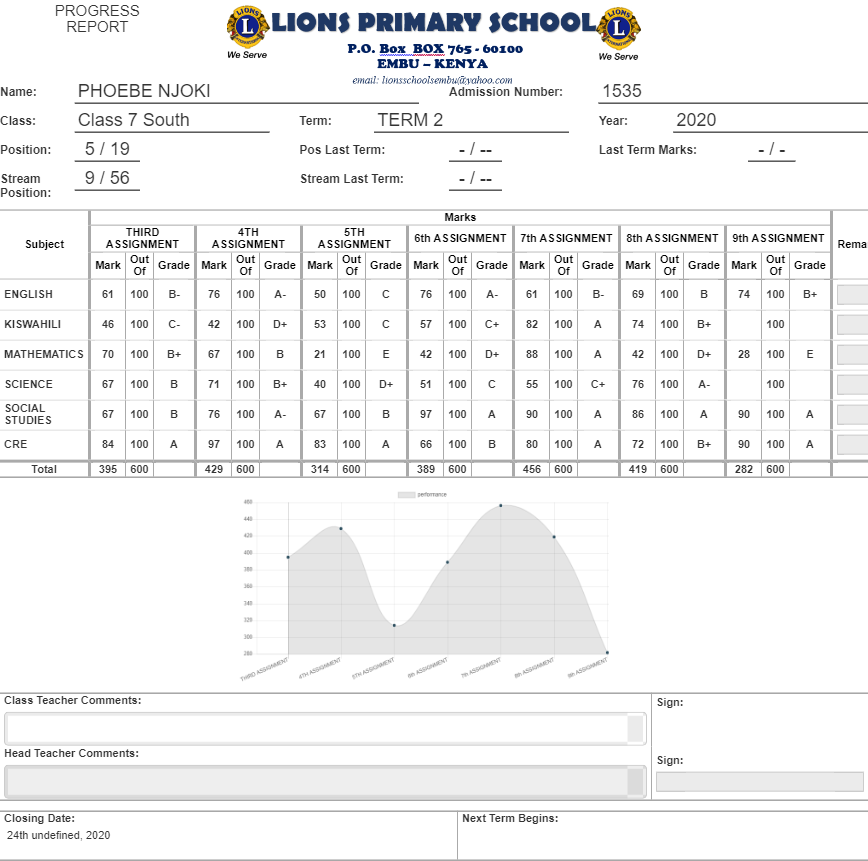 PROGRESS
REPORT
LIONS PRIMARY SCHOOL
We Serve
We Serve
P.O. Box BOX 765 - 60100
EMBU – KENYA
email: lionsschoolsembu@yahoo.com
Name: PHOEBE NJOKI Admission Number: 1535
Class: Class 7 South Term: TERM 2 Year: 2020
Position: 5 / 19 Pos Last Term: - / -- Last Term Marks: - / -
Stream Position: 9 / 56 Stream Last Term: - / --
Marks
Subject THIRD ASSIGNMENT 4TH ASSIGNMENT 5TH ASSIGNMENT 6th ASSIGNMENT 7th ASSIGNMENT 8th ASSIGNMENT 9th ASSIGNMENT Rema
Mark Out Of Grade Mark Out Of Grade Mark Out Of Grade Mark Out Of Grade Mark Out Of Grade Mark Out Of Grade Mark Out Of Grade
ENGLISH 61 100 B- 76 100 A- 50 100 C 76 100 A- 61 100 B- 69 100 B 74 100 B+
KISWAHILI 46 100 C- 42 100 D+ 53 100 C 57 100 C+ 82 100 A 74 100 B+ 100
MATHEMATICS 70 100 B+ 67 100 B 21 100 E 42 100 D+ 88 100 A 42 100 D+ 28 100 E
SCIENCE 67 100 B 71 100 B+ 40 100 D+ 51 100 C 55 100 C+ 76 100 A- 100
SOCIAL STUDIES 67 100 B 76 100 A- 67 100 B 97 100 A 90 100 A 86 100 A 90 100 A
CRE 84 100 A 97 100 A 83 100 A 66 100 B 80 100 A 72 100 B+ 90 100 A
Total 395 600 429 600 314 600 389 600 456 600 419 600 282 600
performance
460
440
420
400
380
360
340
320
300
280
THIRD ASSIGNMENT 4TH ASSIGNMENT 5TH ASSIGNMENT 6th ASSIGNMENT 7th ASSIGNMENT 8th ASSIGNMENT 9th ASSIGNMENT
Class Teacher Comments: Sign:
Head Teacher Comments: Sign:
Closing Date: Next Term Begins:
24th undefined, 2020